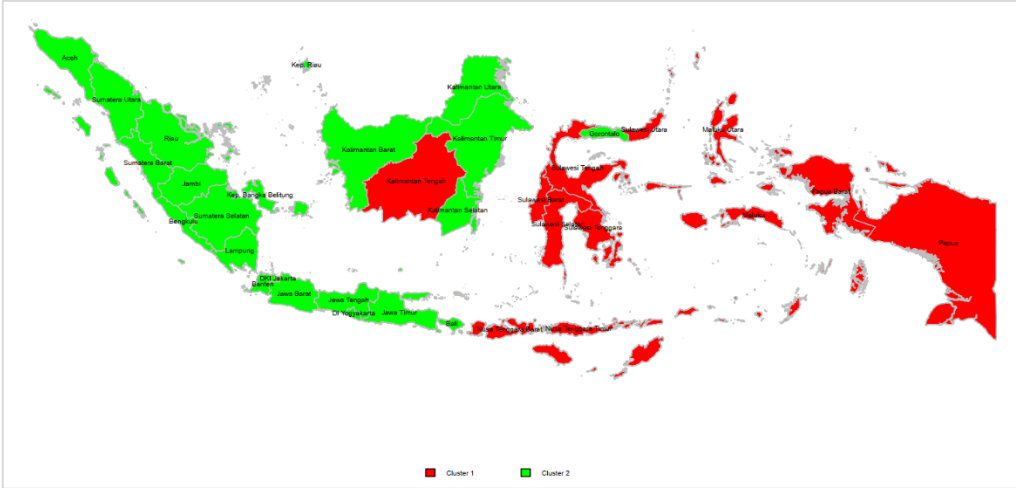 Aceh
Sumatera Utara
Riau
Kep. Riau
Sumatera Barat
Jambi
Kep. Bangka Belitung
Bengkulu
Sumatera Selatan
Lampung
DKI Jakarta
Banten
Jawa Barat
Jawa Tengah
DI Yogyakarta
Jawa Timur
Bali
Nusa Tenggara Barat
Nusa Tenggara Timur
Kalimantan Utara
Kalimantan Timur
Kalimantan Barat
Kalimantan Tengah
Kalimantan Selatan
Gorontalo
Sulawesi Utara
Sulawesi Tengah
Sulawesi Barat
Sulawesi Selatan
Sulawesi Tenggara
Maluku Utara
Maluku
Papua Barat
Papua
Cluster 1
Cluster 2